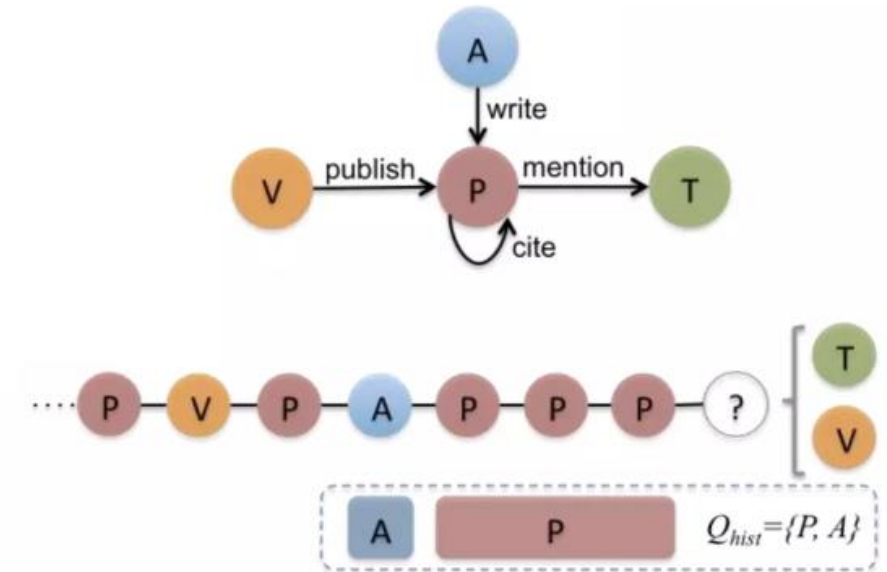 A
write
V publish P mention T
cite
T
.... P V P A P P P ?
V
A P Q_hist={P, A}